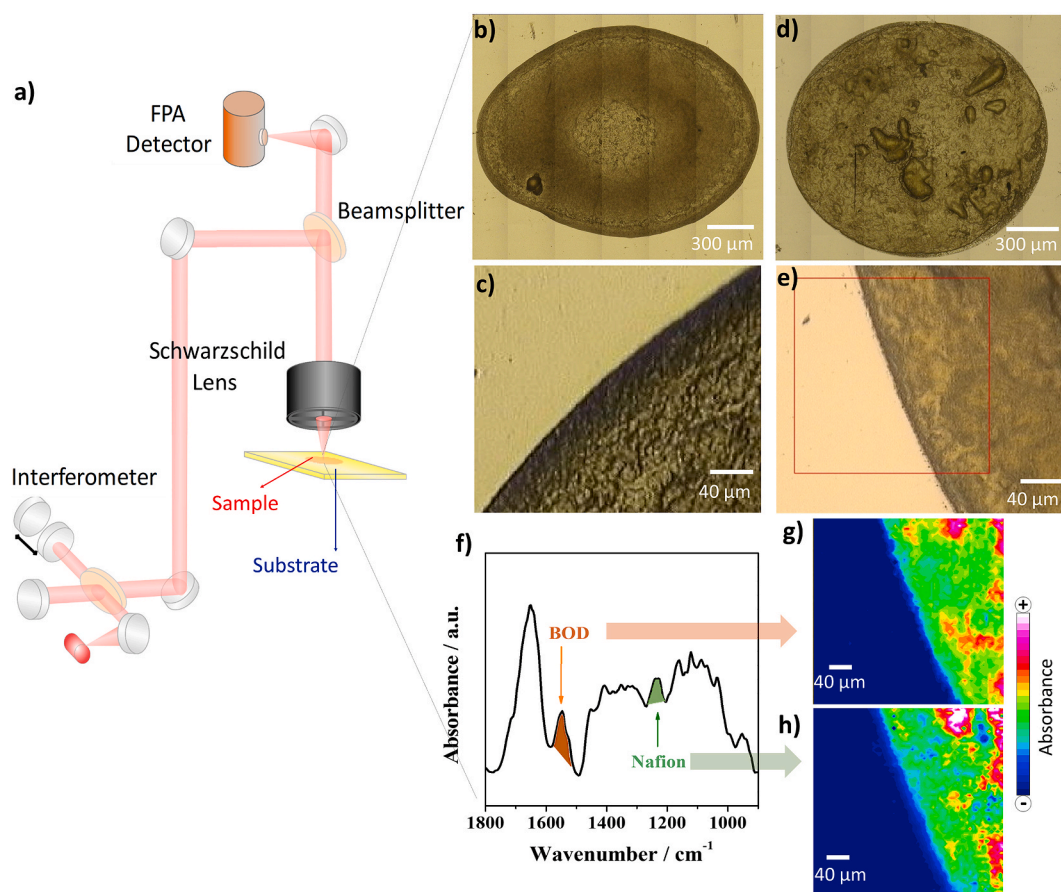 a)
FPA
Detector
Beamsplitter
Schwarzschild
Lens
Interferometer
Sample
Substrate
b)
300 µm
d)
300 µm
c)
40 µm
e)
40 µm
f)
BOD
Nafion
Absorbance / a.u.
1800 1600 1400 1200 1000
Wavenumber / cm⁻¹
g)
40 µm
h)
40 µm
+
Absorbance
-